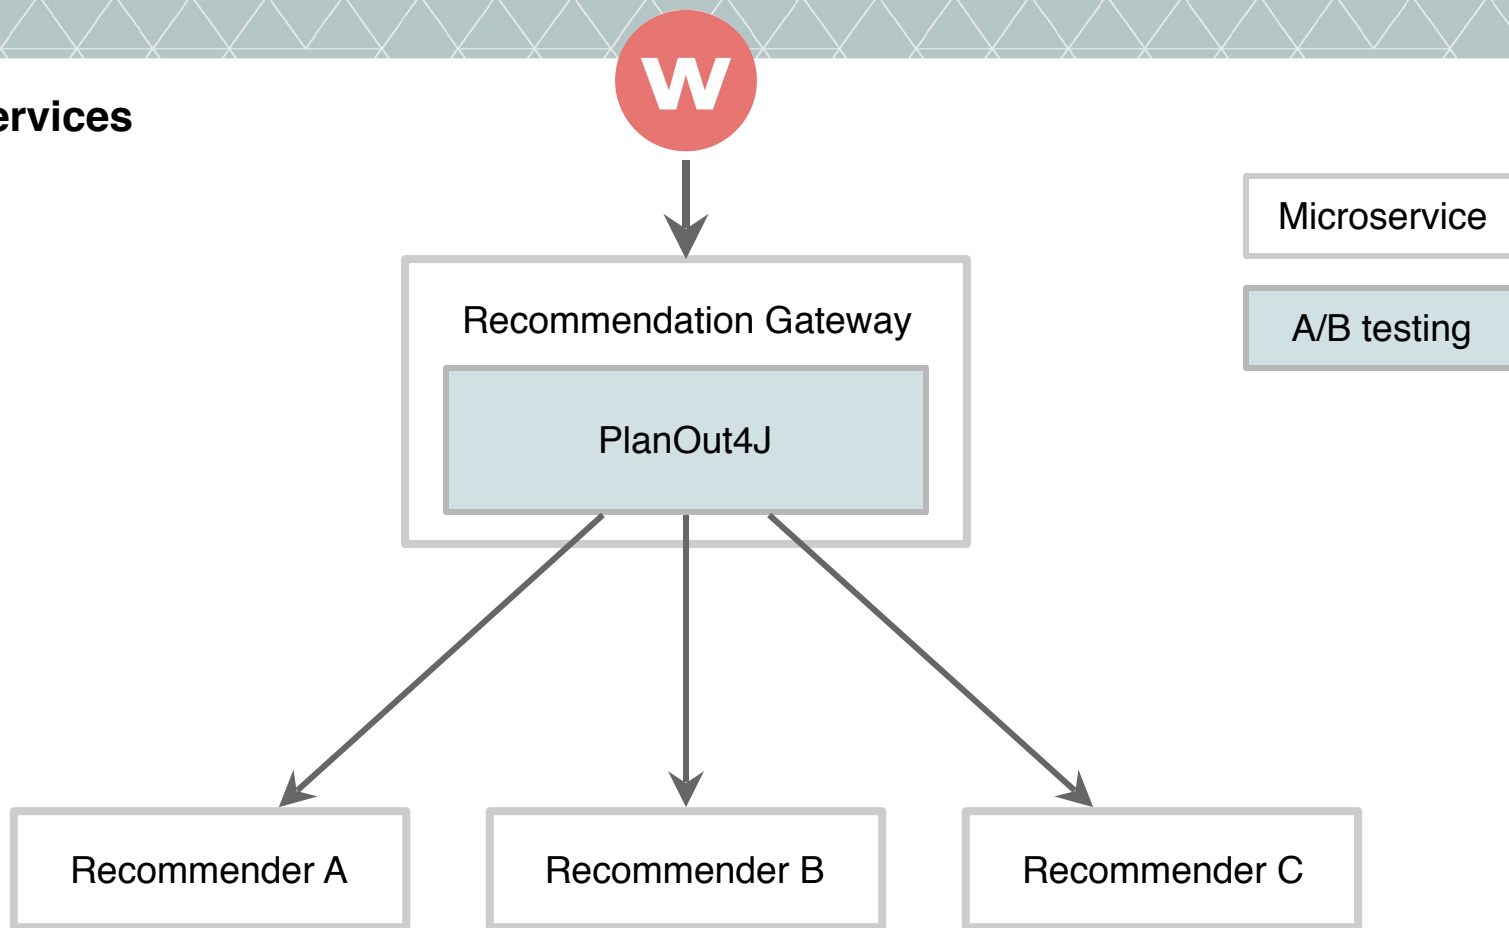 W
ervices
Microservice
Recommendation Gateway
A/B testing
PlanOut4J
Recommender A
Recommender B
Recommender C